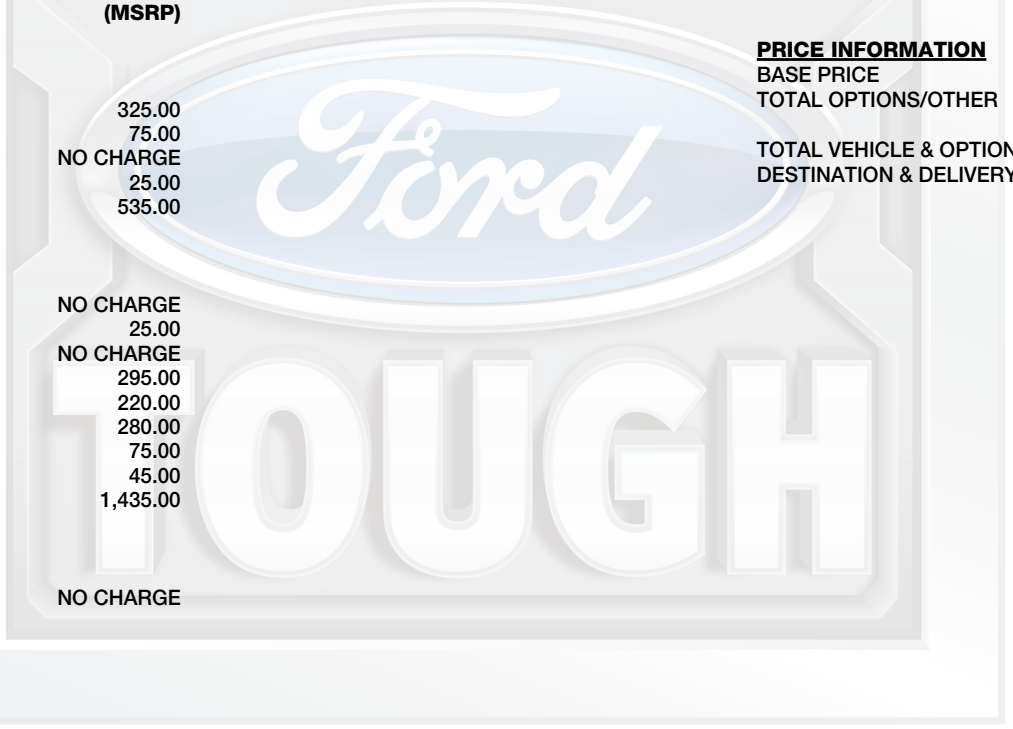 (MSRP)
325.00
75.00
NO CHARGE
25.00
535.00
NO CHARGE
25.00
NO CHARGE
295.00
220.00
280.00
75.00
45.00
1,435.00
NO CHARGE
PRICE INFORMATION
BASE PRICE
TOTAL OPTIONS/OTHER
TOTAL VEHICLE & OPTION
DESTINATION & DELIVERY
Ford
TOUGH